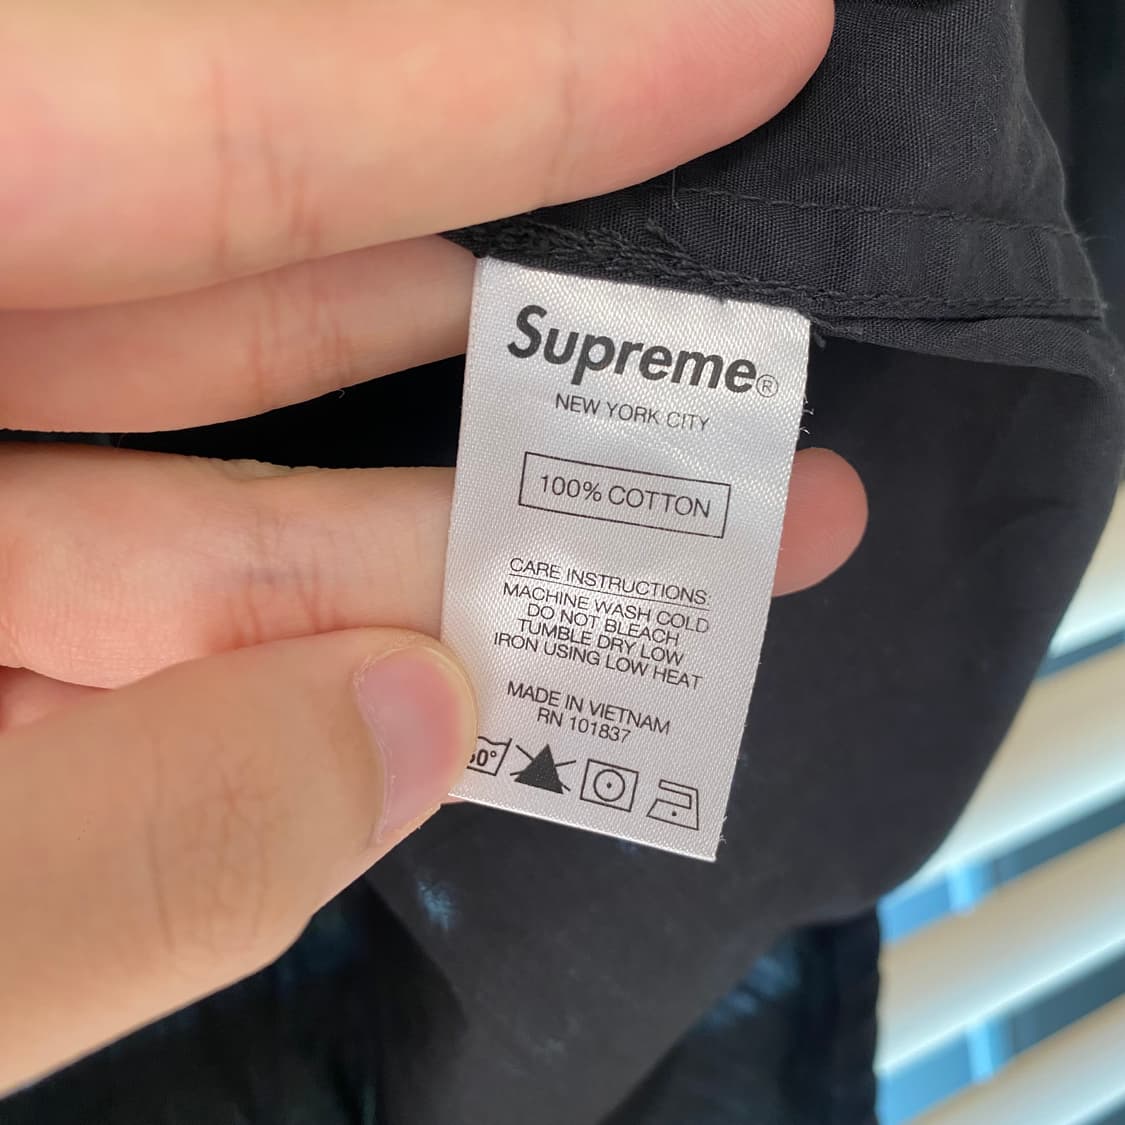 Supreme®
NEW YORK CITY
100% COTTON
CARE INSTRUCTIONS
MACHINE WASH COLD
DO NOT BLEACH
TUMBLE DRY LOW
IRON USING LOW HEAT
MADE IN VIETNAM
RN 101837